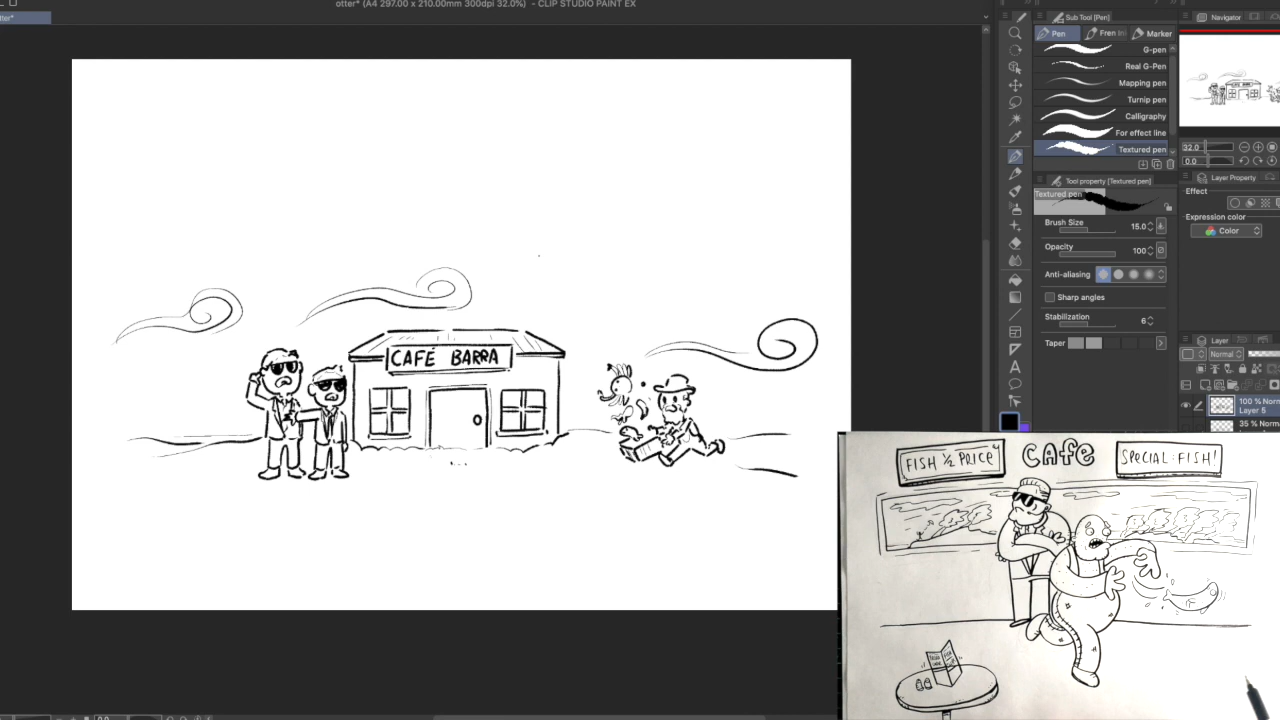 otter* (A4 297.00 x 210.00mm 300dpi 32.0%) - CLIP STUDIO PAINT EX
Sub Tool [Pen]
Navigator
Pen
Marker
G-pen
Real G-Pen
Mapping pen
Turnip pen
Calligraphy
For effect line
Textured pen
Tool property [Textured pen]
Textured pen
Brush Size 15.0
Opacity 100
Anti-aliasing
Sharp angles
Stabilization 6
Taper
32.0
0.0
Layer Property
Effect
Expression color
Color
Layer
Normal
100 % Norm
Layer 5
35 % Norm
CAFÉ BARRA
FISH 1/2 PRICE
Cafe
SPECIAL: FISH!